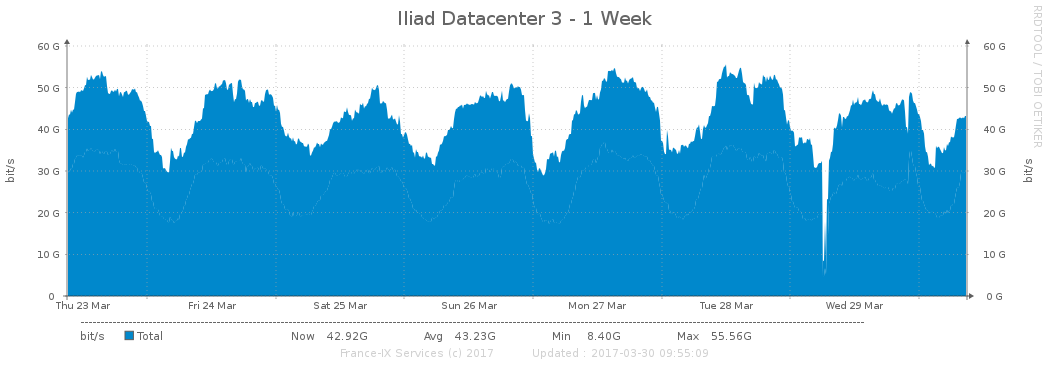 Iliad Datacenter 3 - 1 Week
RRDTOOL / TOBI OETIKER
60 G 60 G
50 G 50 G
40 G 40 G
30 G 30 G
20 G 20 G
10 G 10 G
0 0 G
bit/s bit/s
Thu 23 Mar Fri 24 Mar Sat 25 Mar Sun 26 Mar Mon 27 Mar Tue 28 Mar Wed 29 Mar
bit/s Total Now 42.92G Avg 43.23G Min 8.40G Max 55.56G
France-IX Services (c) 2017 Updated : 2017-03-30 09:55:09